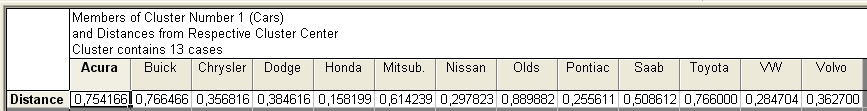 Members of Cluster Number 1 (Cars)
and Distances from Respective Cluster Center
Cluster contains 13 cases
Acura Buick Chrysler Dodge Honda Mitsub. Nissan Olds Pontiac Saab Toyota VW Volvo
Distance 0,754166 0,766466 0,356816 0,384616 0,158199 0,614239 0,297823 0,889882 0,255611 0,508612 0,766000 0,284704 0,362700